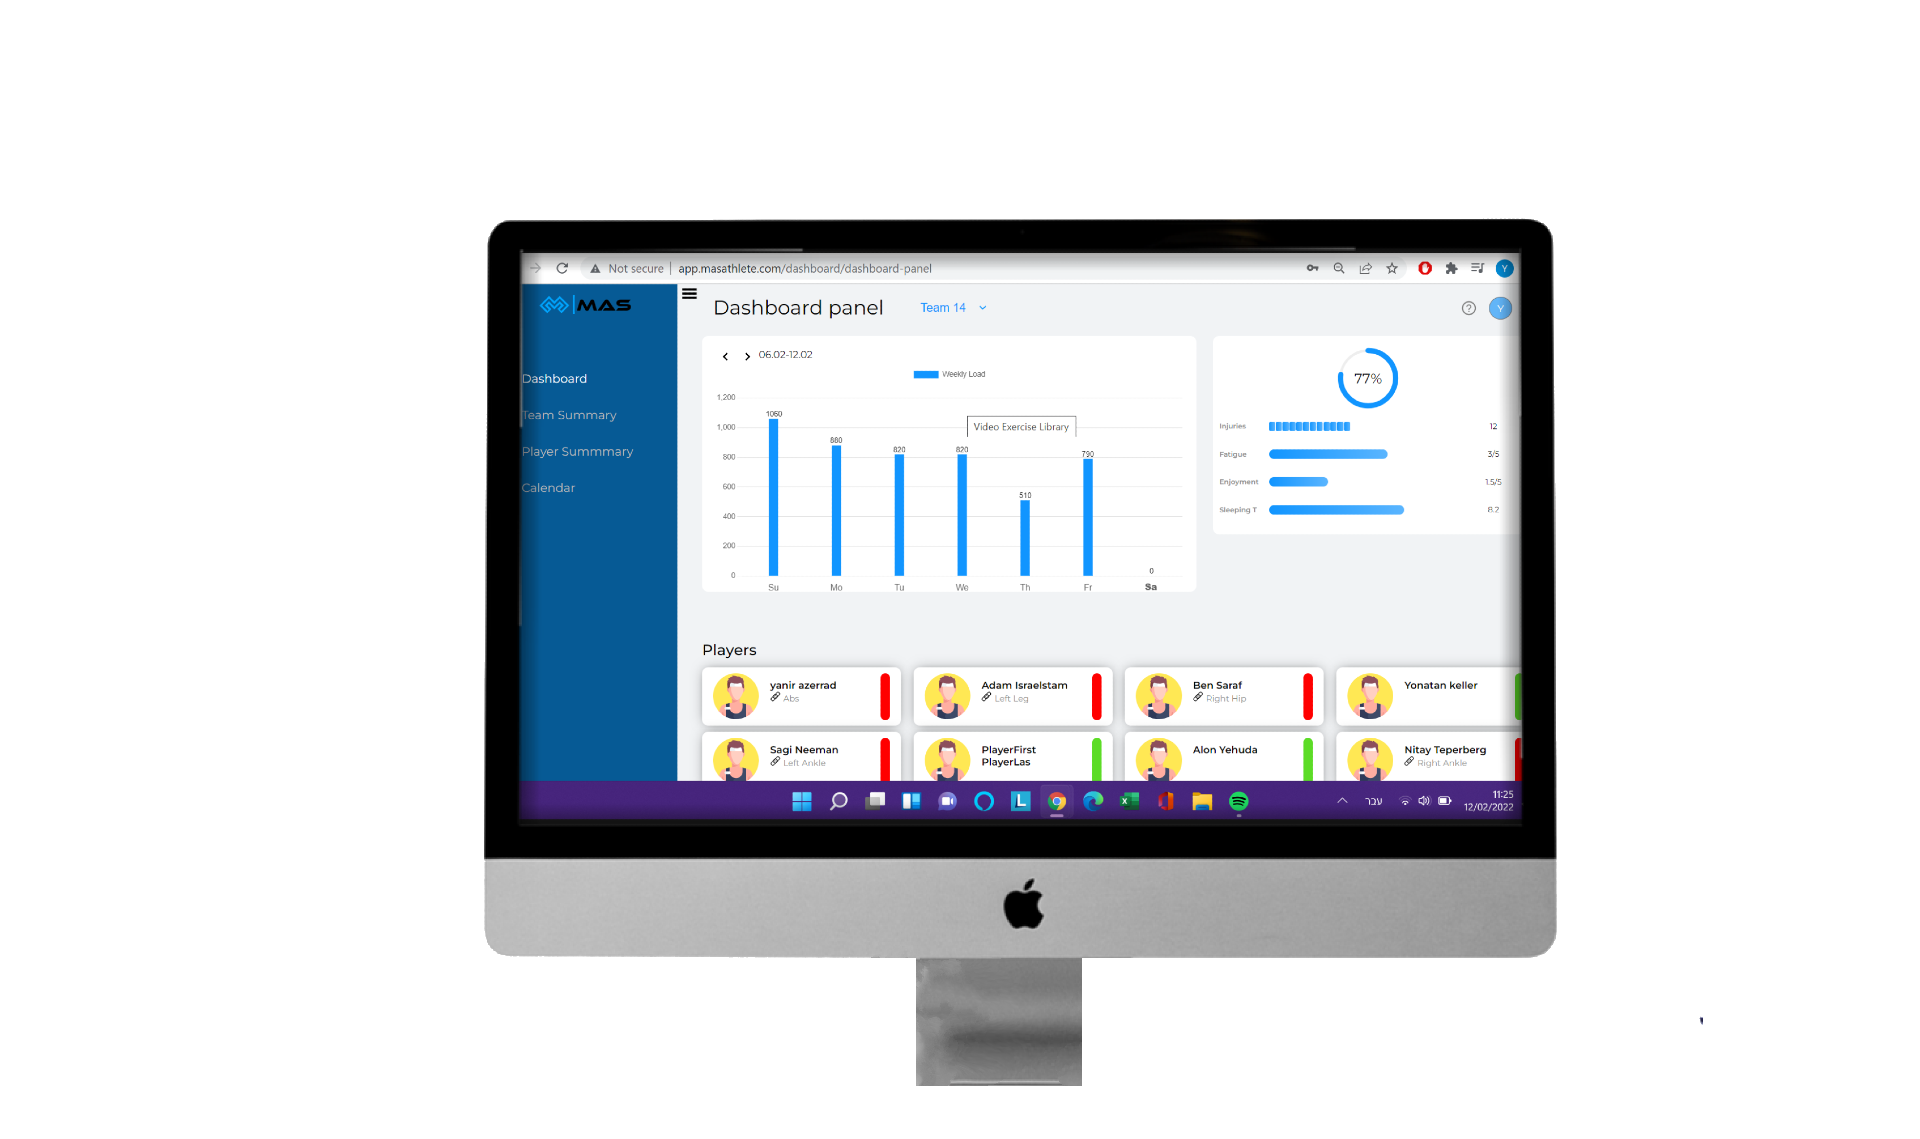 Not secure | app.masathlete.com/dashboard/dashboard-panel
Y
MAS
Dashboard panel
Team 14
?
Y
Dashboard
Team Summary
Player Summmary
Calendar
06.02-12.02
Weekly Load
1,200
1,000
800
600
400
200
0
1060
880
820
820
510
790
0
Video Exercise Library
Su Mo Tu We Th Fr Sa
77%
Injuries 12
Fatigue 3/5
Enjoyment 1.5/5
Sleeping T 8.2
Players
yanir azerrad
Abs
Adam Israelstam
Left Leg
Ben Saraf
Right Hip
Yonatan keller
Sagi Neeman
Left Ankle
PlayerFirst
PlayerLas
Alon Yehuda
Nitay Teperberg
Right Ankle
L
עבר
11:25
12/02/2022